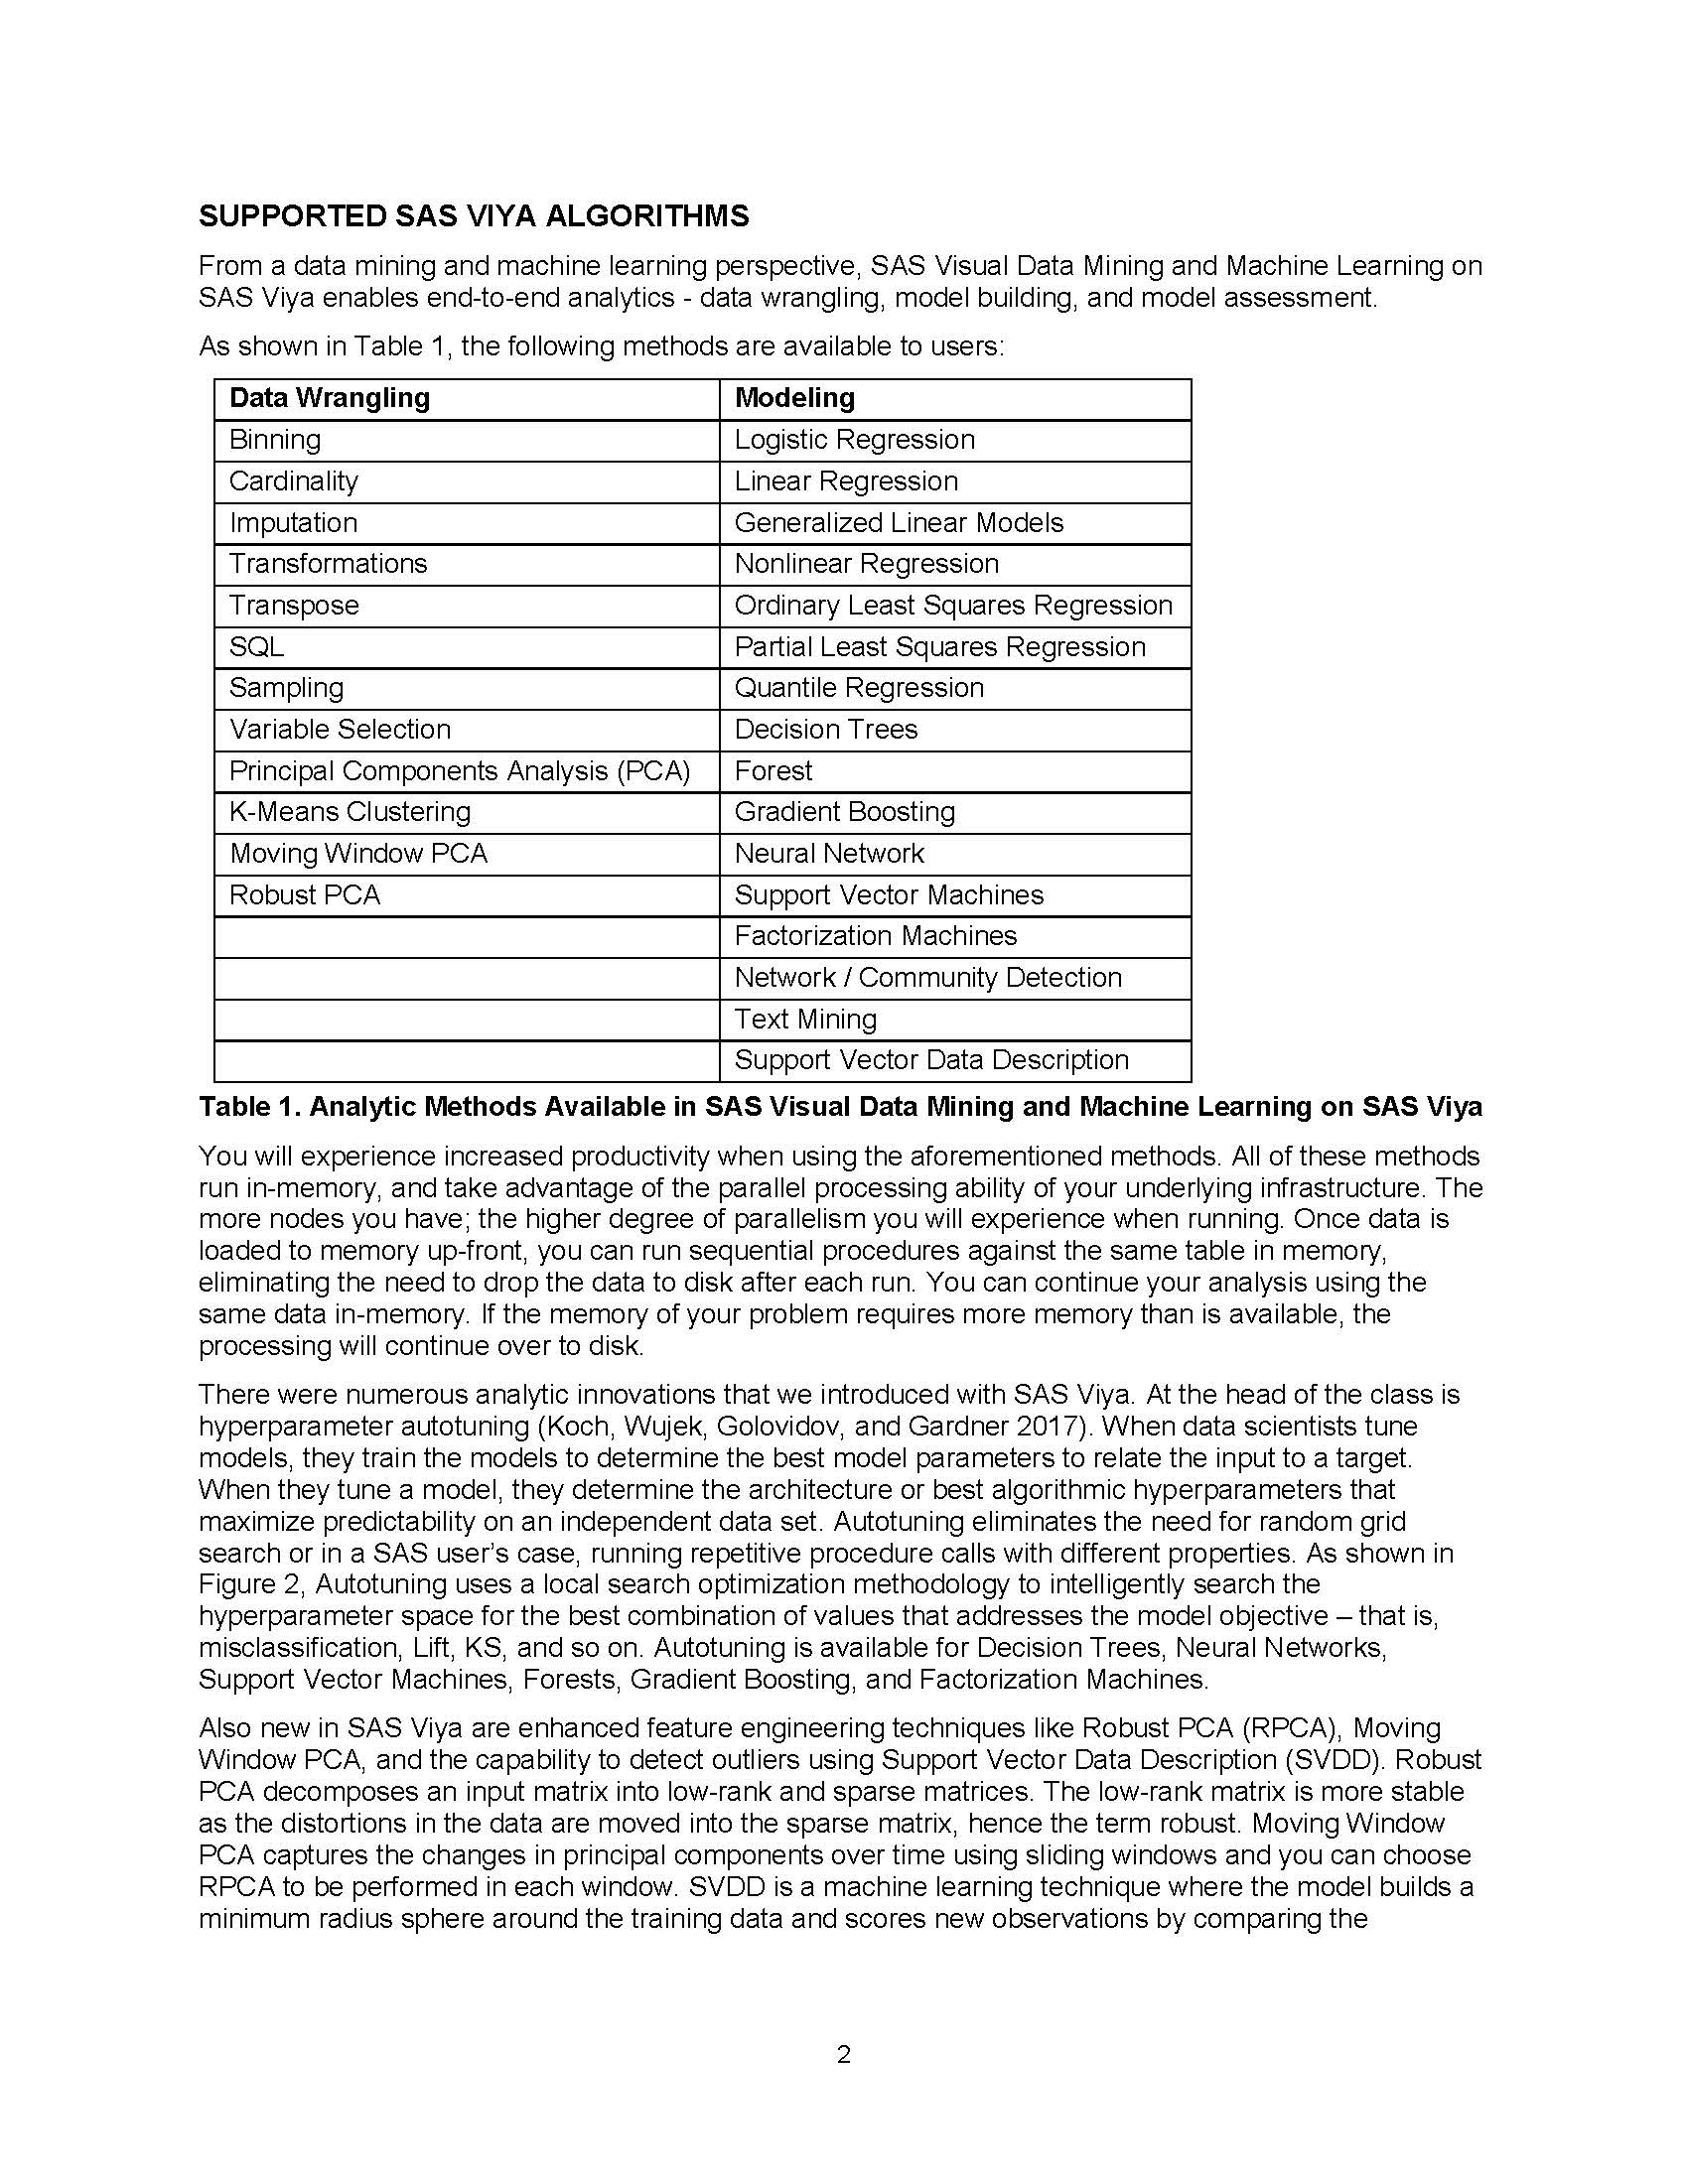 SUPPORTED SAS VIYA ALGORITHMS
From a data mining and machine learning perspective, SAS Visual Data Mining and Machine Learning on
SAS Viya enables end-to-end analytics - data wrangling, model building, and model assessment.
As shown in Table 1, the following methods are available to users:
Data Wrangling Modeling
Binning Logistic Regression
Cardinality Linear Regression
Imputation Generalized Linear Models
Transformations Nonlinear Regression
Transpose Ordinary Least Squares Regression
SQL Partial Least Squares Regression
Sampling Quantile Regression
Variable Selection Decision Trees
Principal Components Analysis (PCA) Forest
K-Means Clustering Gradient Boosting
Moving Window PCA Neural Network
Robust PCA Support Vector Machines
Factorization Machines
Network / Community Detection
Text Mining
Support Vector Data Description
Table 1. Analytic Methods Available in SAS Visual Data Mining and Machine Learning on SAS Viya
You will experience increased productivity when using the aforementioned methods. All of these methods
run in-memory, and take advantage of the parallel processing ability of your underlying infrastructure. The
more nodes you have; the higher degree of parallelism you will experience when running. Once data is
loaded to memory up-front, you can run sequential procedures against the same table in memory,
eliminating the need to drop the data to disk after each run. You can continue your analysis using the
same data in-memory. If the memory of your problem requires more memory than is available, the
processing will continue over to disk.
There were numerous analytic innovations that we introduced with SAS Viya. At the head of the class is
hyperparameter autotuning (Koch, Wujek, Golovidov, and Gardner 2017). When data scientists tune
models, they train the models to determine the best model parameters to relate the input to a target.
When they tune a model, they determine the architecture or best algorithmic hyperparameters that
maximize predictability on an independent data set. Autotuning eliminates the need for random grid
search or in a SAS user’s case, running repetitive procedure calls with different properties. As shown in
Figure 2, Autotuning uses a local search optimization methodology to intelligently search the
hyperparameter space for the best combination of values that addresses the model objective – that is,
misclassification, Lift, KS, and so on. Autotuning is available for Decision Trees, Neural Networks,
Support Vector Machines, Forests, Gradient Boosting, and Factorization Machines.
Also new in SAS Viya are enhanced feature engineering techniques like Robust PCA (RPCA), Moving
Window PCA, and the capability to detect outliers using Support Vector Data Description (SVDD). Robust
PCA decomposes an input matrix into low-rank and sparse matrices. The low-rank matrix is more stable
as the distortions in the data are moved into the sparse matrix, hence the term robust. Moving Window
PCA captures the changes in principal components over time using sliding windows and you can choose
RPCA to be performed in each window. SVDD is a machine learning technique where the model builds a
minimum radius sphere around the training data and scores new observations by comparing the
2